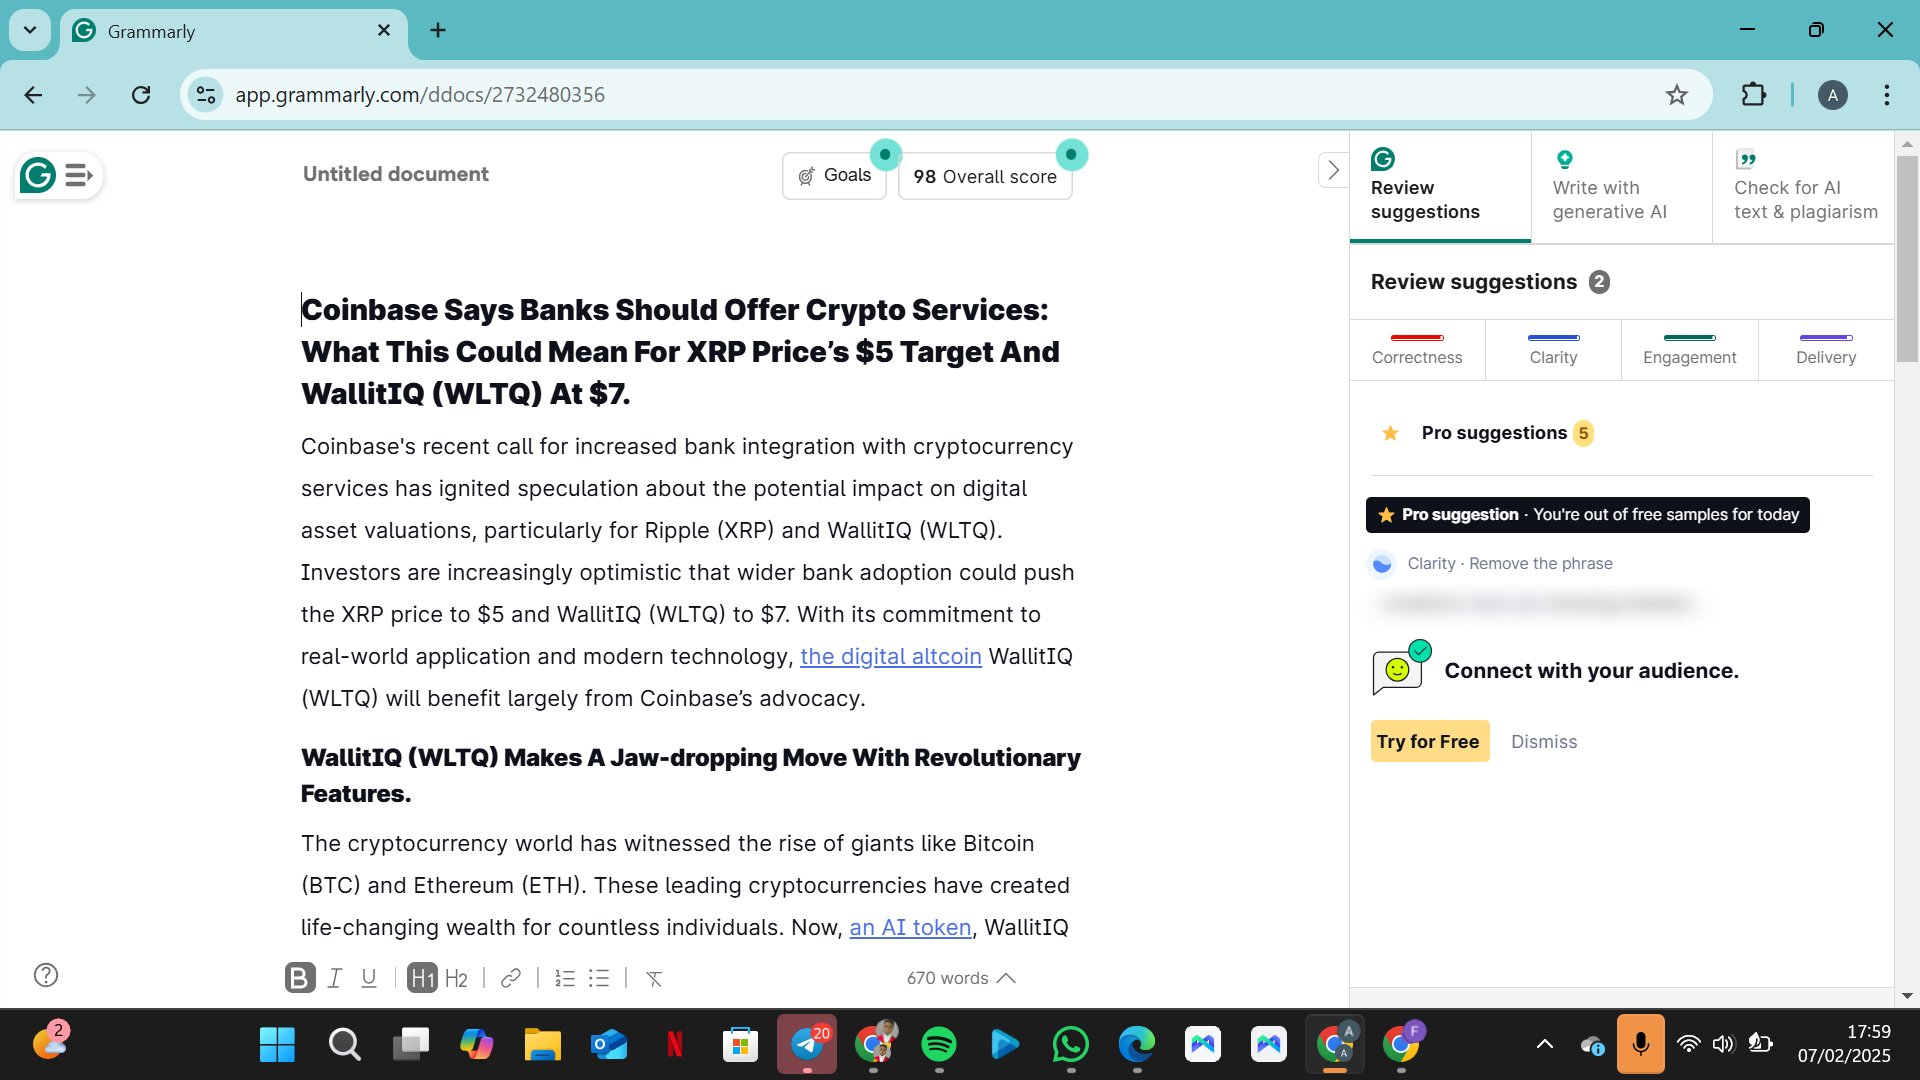 Grammarly
app.grammarly.com/ddocs/2732480356
A
Untitled document
Goals
98 Overall score
Review suggestions
Write with generative AI
Check for AI text & plagiarism
Review suggestions 2
Correctness
Clarity
Engagement
Delivery
Pro suggestions 5
Pro suggestion · You're out of free samples for today
Clarity · Remove the phrase
Connect with your audience.
Try for Free
Dismiss
Coinbase Says Banks Should Offer Crypto Services:
What This Could Mean For XRP Price’s $5 Target And
WallitIQ (WLTQ) At $7.
Coinbase's recent call for increased bank integration with cryptocurrency
services has ignited speculation about the potential impact on digital
asset valuations, particularly for Ripple (XRP) and WallitIQ (WLTQ).
Investors are increasingly optimistic that wider bank adoption could push
the XRP price to $5 and WallitIQ (WLTQ) to $7. With its commitment to
real-world application and modern technology, the digital altcoin WallitIQ
(WLTQ) will benefit largely from Coinbase’s advocacy.
WallitIQ (WLTQ) Makes A Jaw-dropping Move With Revolutionary
Features.
The cryptocurrency world has witnessed the rise of giants like Bitcoin
(BTC) and Ethereum (ETH). These leading cryptocurrencies have created
life-changing wealth for countless individuals. Now, an AI token, WallitIQ
B I U H1 H2
670 words
2
20
A
A
F
17:59
07/02/2025